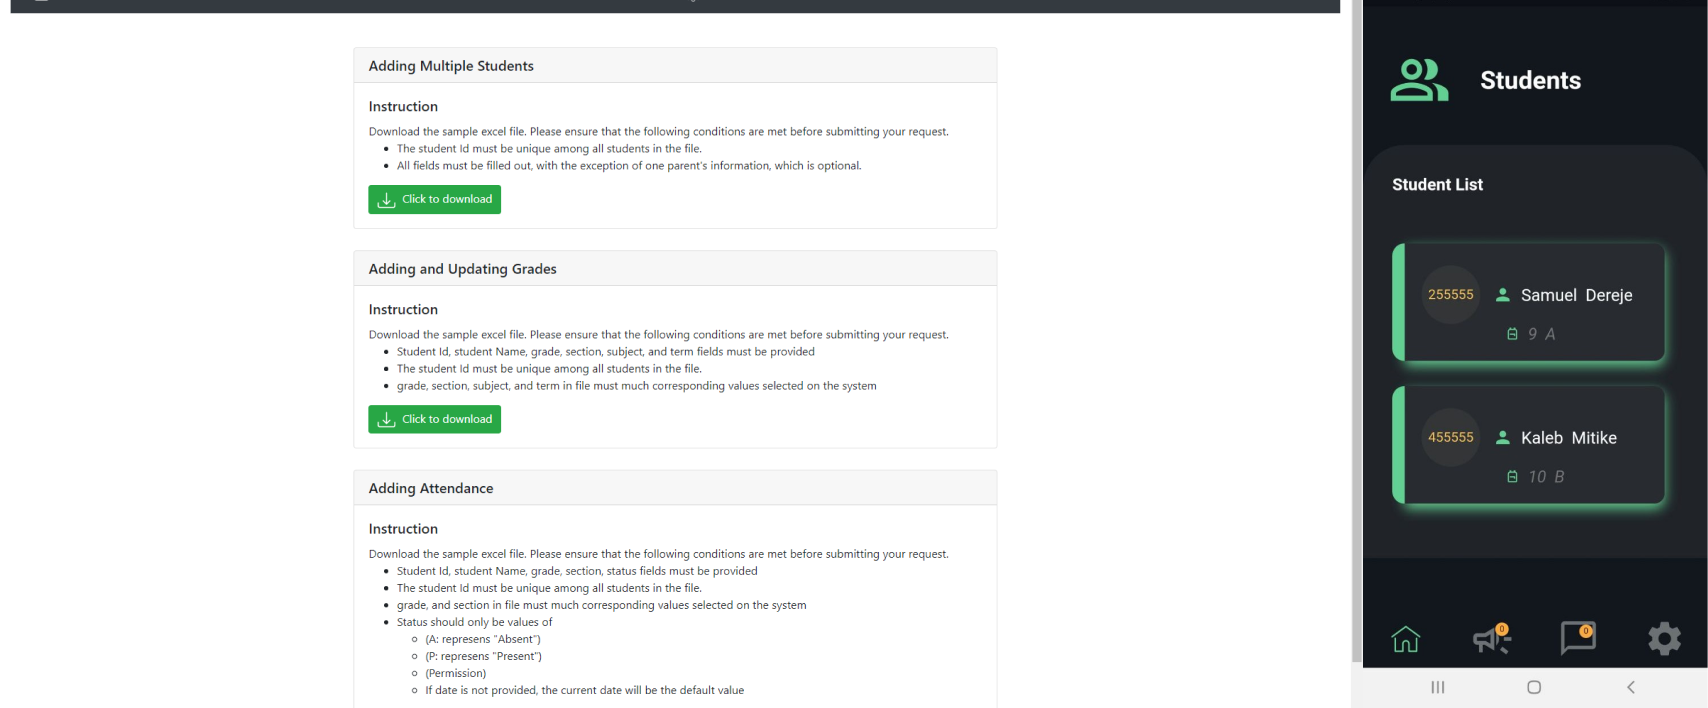 Adding Multiple Students
Instruction
Download the sample excel file. Please ensure that the following conditions are met before submitting your request.
The student Id must be unique among all students in the file.
All fields must be filled out, with the exception of one parent's information, which is optional.
Click to download
Adding and Updating Grades
Instruction
Download the sample excel file. Please ensure that the following conditions are met before submitting your request.
Student Id, student Name, grade, section, subject, and term fields must be provided
The student Id must be unique among all students in the file.
grade, section, subject, and term in file must much corresponding values selected on the system
Click to download
Adding Attendance
Instruction
Download the sample excel file. Please ensure that the following conditions are met before submitting your request.
Student Id, student Name, grade, section, status fields must be provided
The student Id must be unique among all students in the file.
grade, and section in file must much corresponding values selected on the system
Status should only be values of
(A: represens "Absent")
(P: represens "Present")
(Permission)
If date is not provided, the current date will be the default value
Students
Student List
255555 Samuel Dereje
9 A
455555 Kaleb Mitike
10 B
0 0